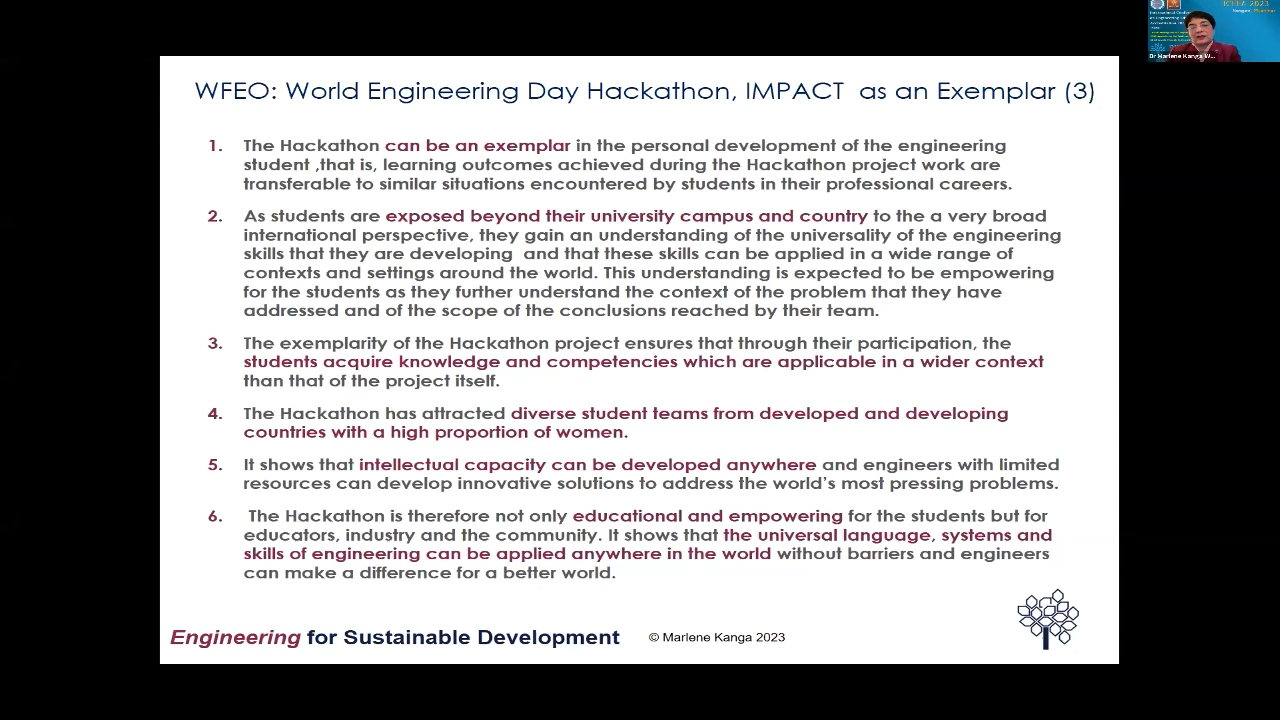 ICEEA 2023
Dr Marlene Kanga W...
WFEO: World Engineering Day Hackathon, IMPACT as an Exemplar (3)
1. The Hackathon can be an exemplar in the personal development of the engineering
student ,that is, learning outcomes achieved during the Hackathon project work are
transferable to similar situations encountered by students in their professional careers.
2. As students are exposed beyond their university campus and country to the a very broad
international perspective, they gain an understanding of the universality of the engineering
skills that they are developing and that these skills can be applied in a wide range of
contexts and settings around the world. This understanding is expected to be empowering
for the students as they further understand the context of the problem that they have
addressed and of the scope of the conclusions reached by their team.
3. The exemplarity of the Hackathon project ensures that through their participation, the
students acquire knowledge and competencies which are applicable in a wider context
than that of the project itself.
4. The Hackathon has attracted diverse student teams from developed and developing
countries with a high proportion of women.
5. It shows that intellectual capacity can be developed anywhere and engineers with limited
resources can develop innovative solutions to address the world's most pressing problems.
6. The Hackathon is therefore not only educational and empowering for the students but for
educators, industry and the community. It shows that the universal language, systems and
skills of engineering can be applied anywhere in the world without barriers and engineers
can make a difference for a better world.
Engineering for Sustainable Development
© Marlene Kanga 2023